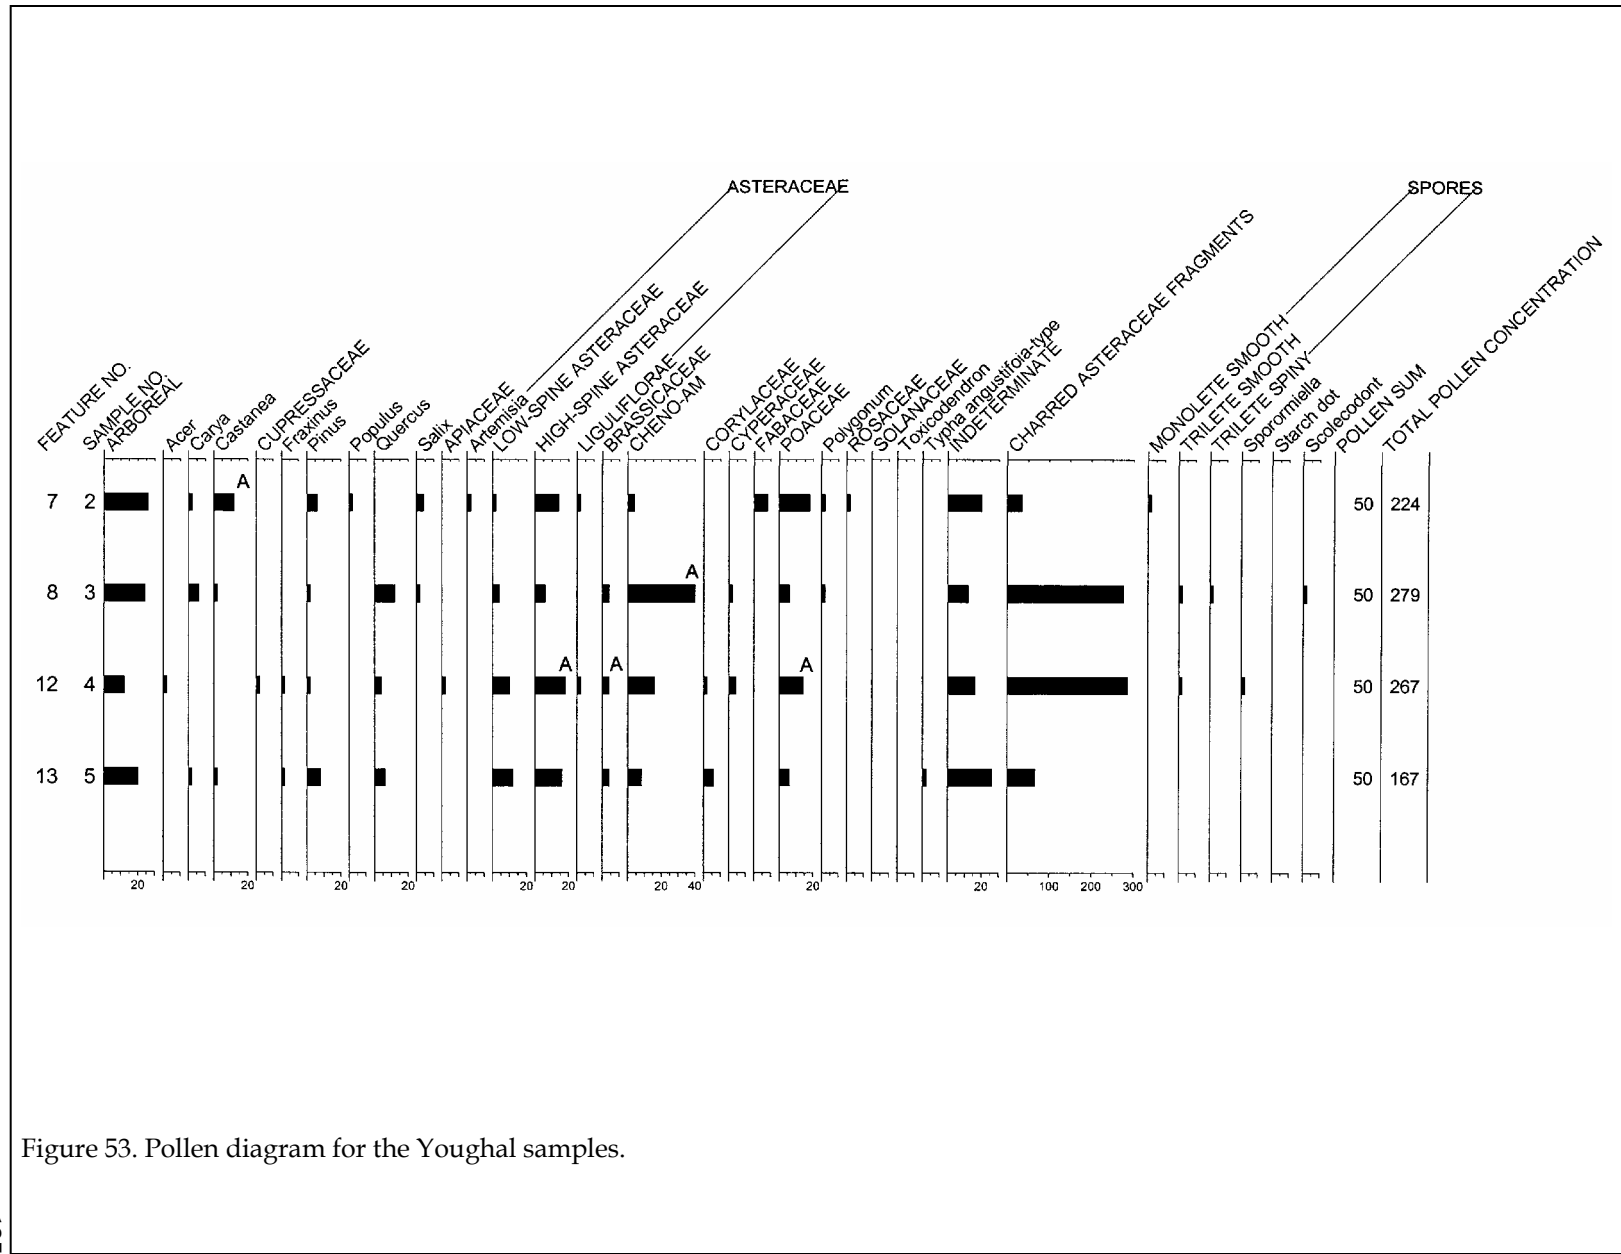 ASTERACEAE
SPORES
FEATURE NO.
SAMPLE NO.
ARBOREAL
Acer
Carya
Castanea
CUPRESSACEAE
Fraxinus
Pinus
Populus
Quercus
Salix
APIACEAE
Artemisia
LOW-SPINE ASTERACEAE
HIGH-SPINE ASTERACEAE
LIGULIFLORAE
BRASSICACEAE
CHENO-AM
CORYLACEAE
CYPERACEAE
FABACEAE
POACEAE
Polygonum
ROSACEAE
SOLANACEAE
Toxicodendron
Typha angustifoia-type
INDETERMINATE
CHARRED ASTERACEAE FRAGMENTS
MONOLETE SMOOTH
TRILETE SMOOTH
TRILETE SPINY
Sporormiella
Starch dot
Scolecodont
POLLEN SUM
TOTAL POLLEN CONCENTRATION
A
7 2 50 224
A
8 3 50 279
A A A
12 4 50 267
13 5 50 167
20 20 20 20 20 20 20 40 20 20 100 200 300
Figure 53. Pollen diagram for the Youghal samples.